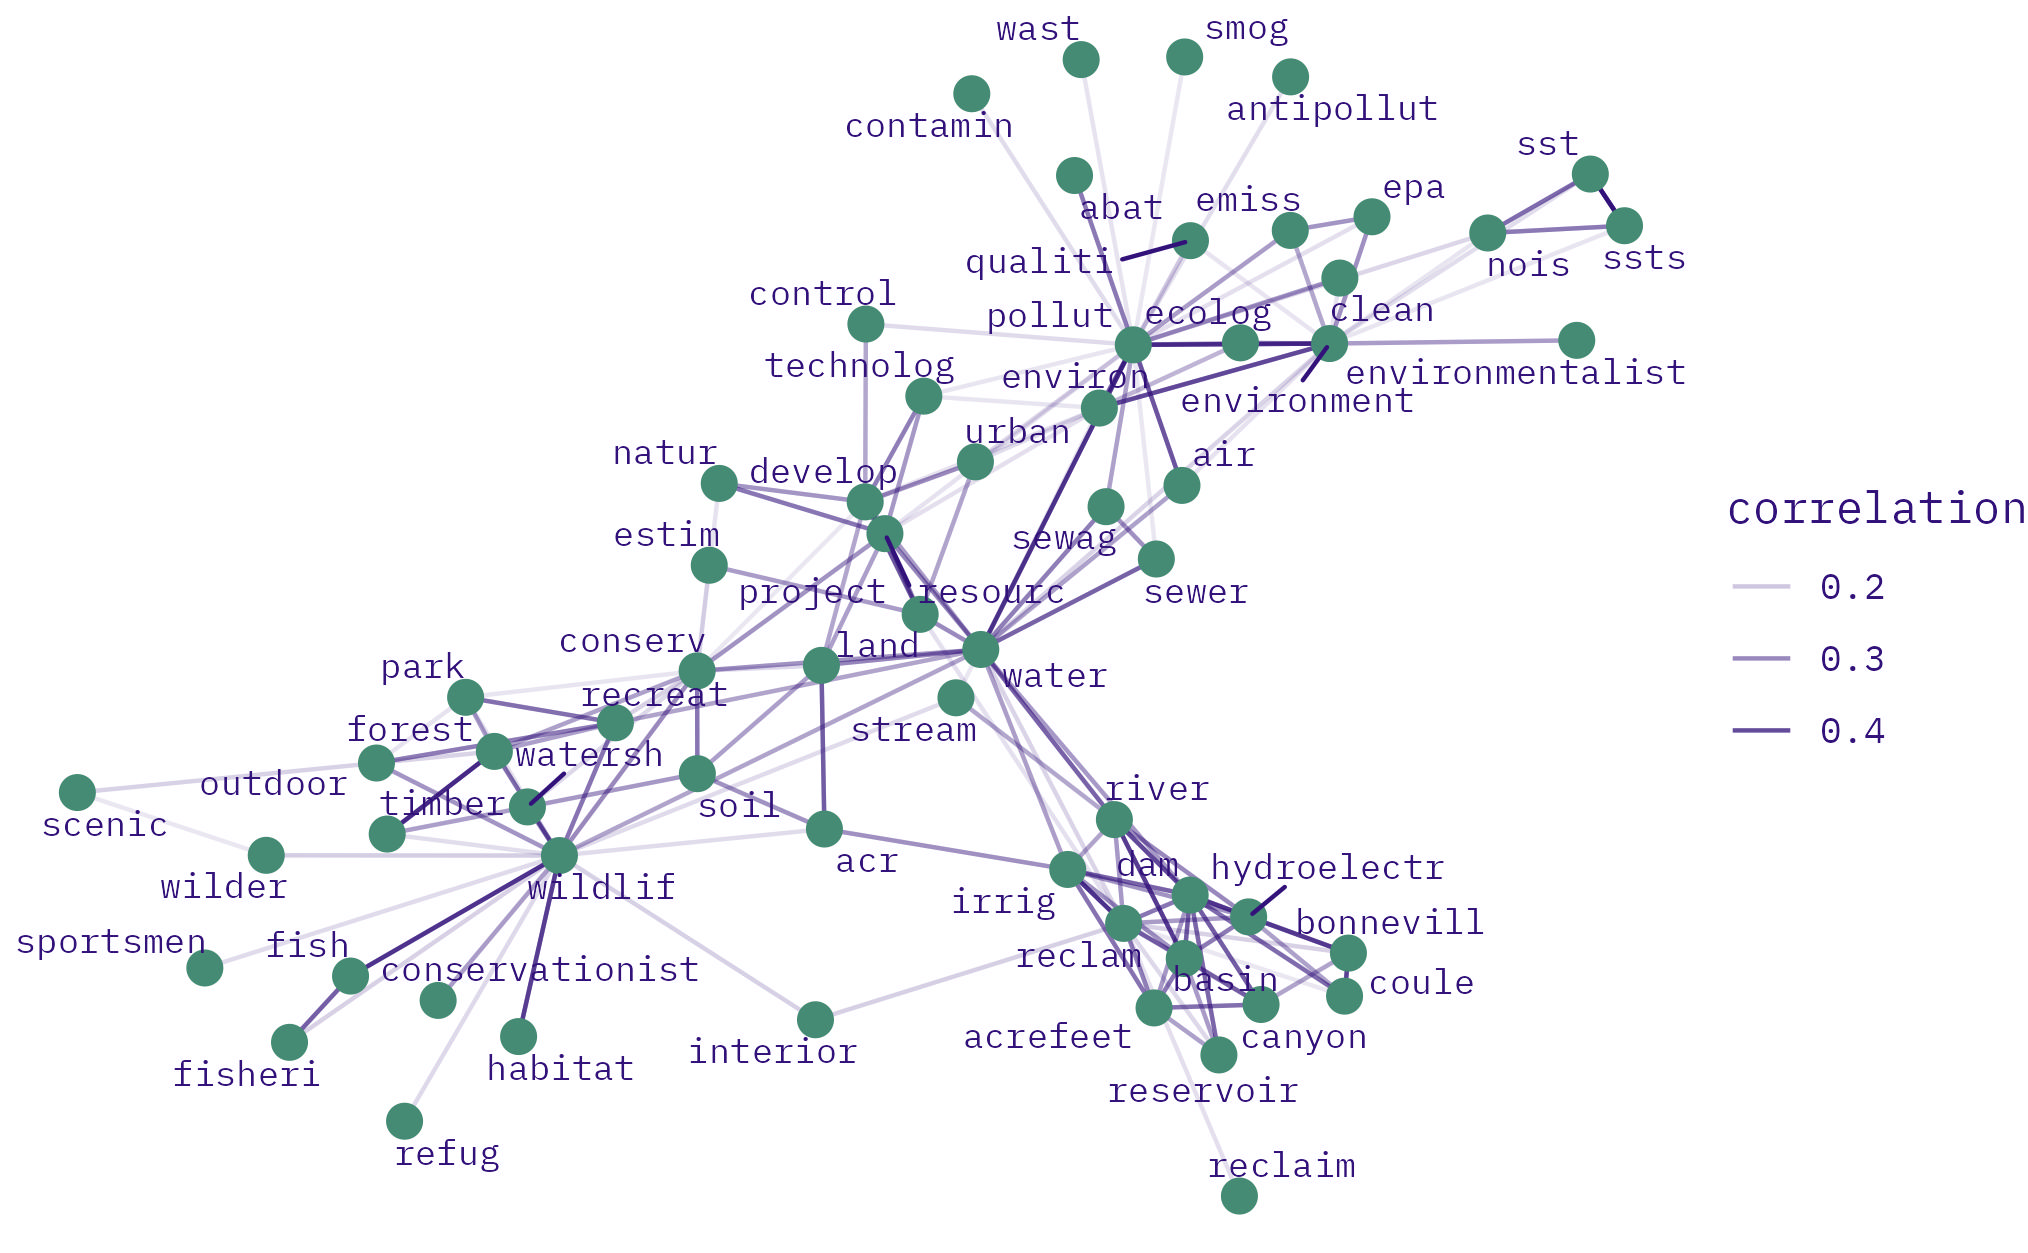 wast
smog
contamin
antipollut
sst
abat
emiss
epa
qualiti
nois
ssts
control
pollut
ecolog
clean
technolog
environ
environmentalist
environment
urban
natur
develop
air
correlation
estim
sewag
project
resourc
sewer
0.2
conserv
land
park
recreat
water
0.3
forest
watersh
stream
0.4
outdoor
timber
soil
river
scenic
acr
dam
hydroelectr
wilder
wildlif
irrig
bonnevill
sportsmen
fish
conservationist
reclam
basin
coule
fisheri
habitat
interior
acrefeet
canyon
reservoir
refug
reclaim